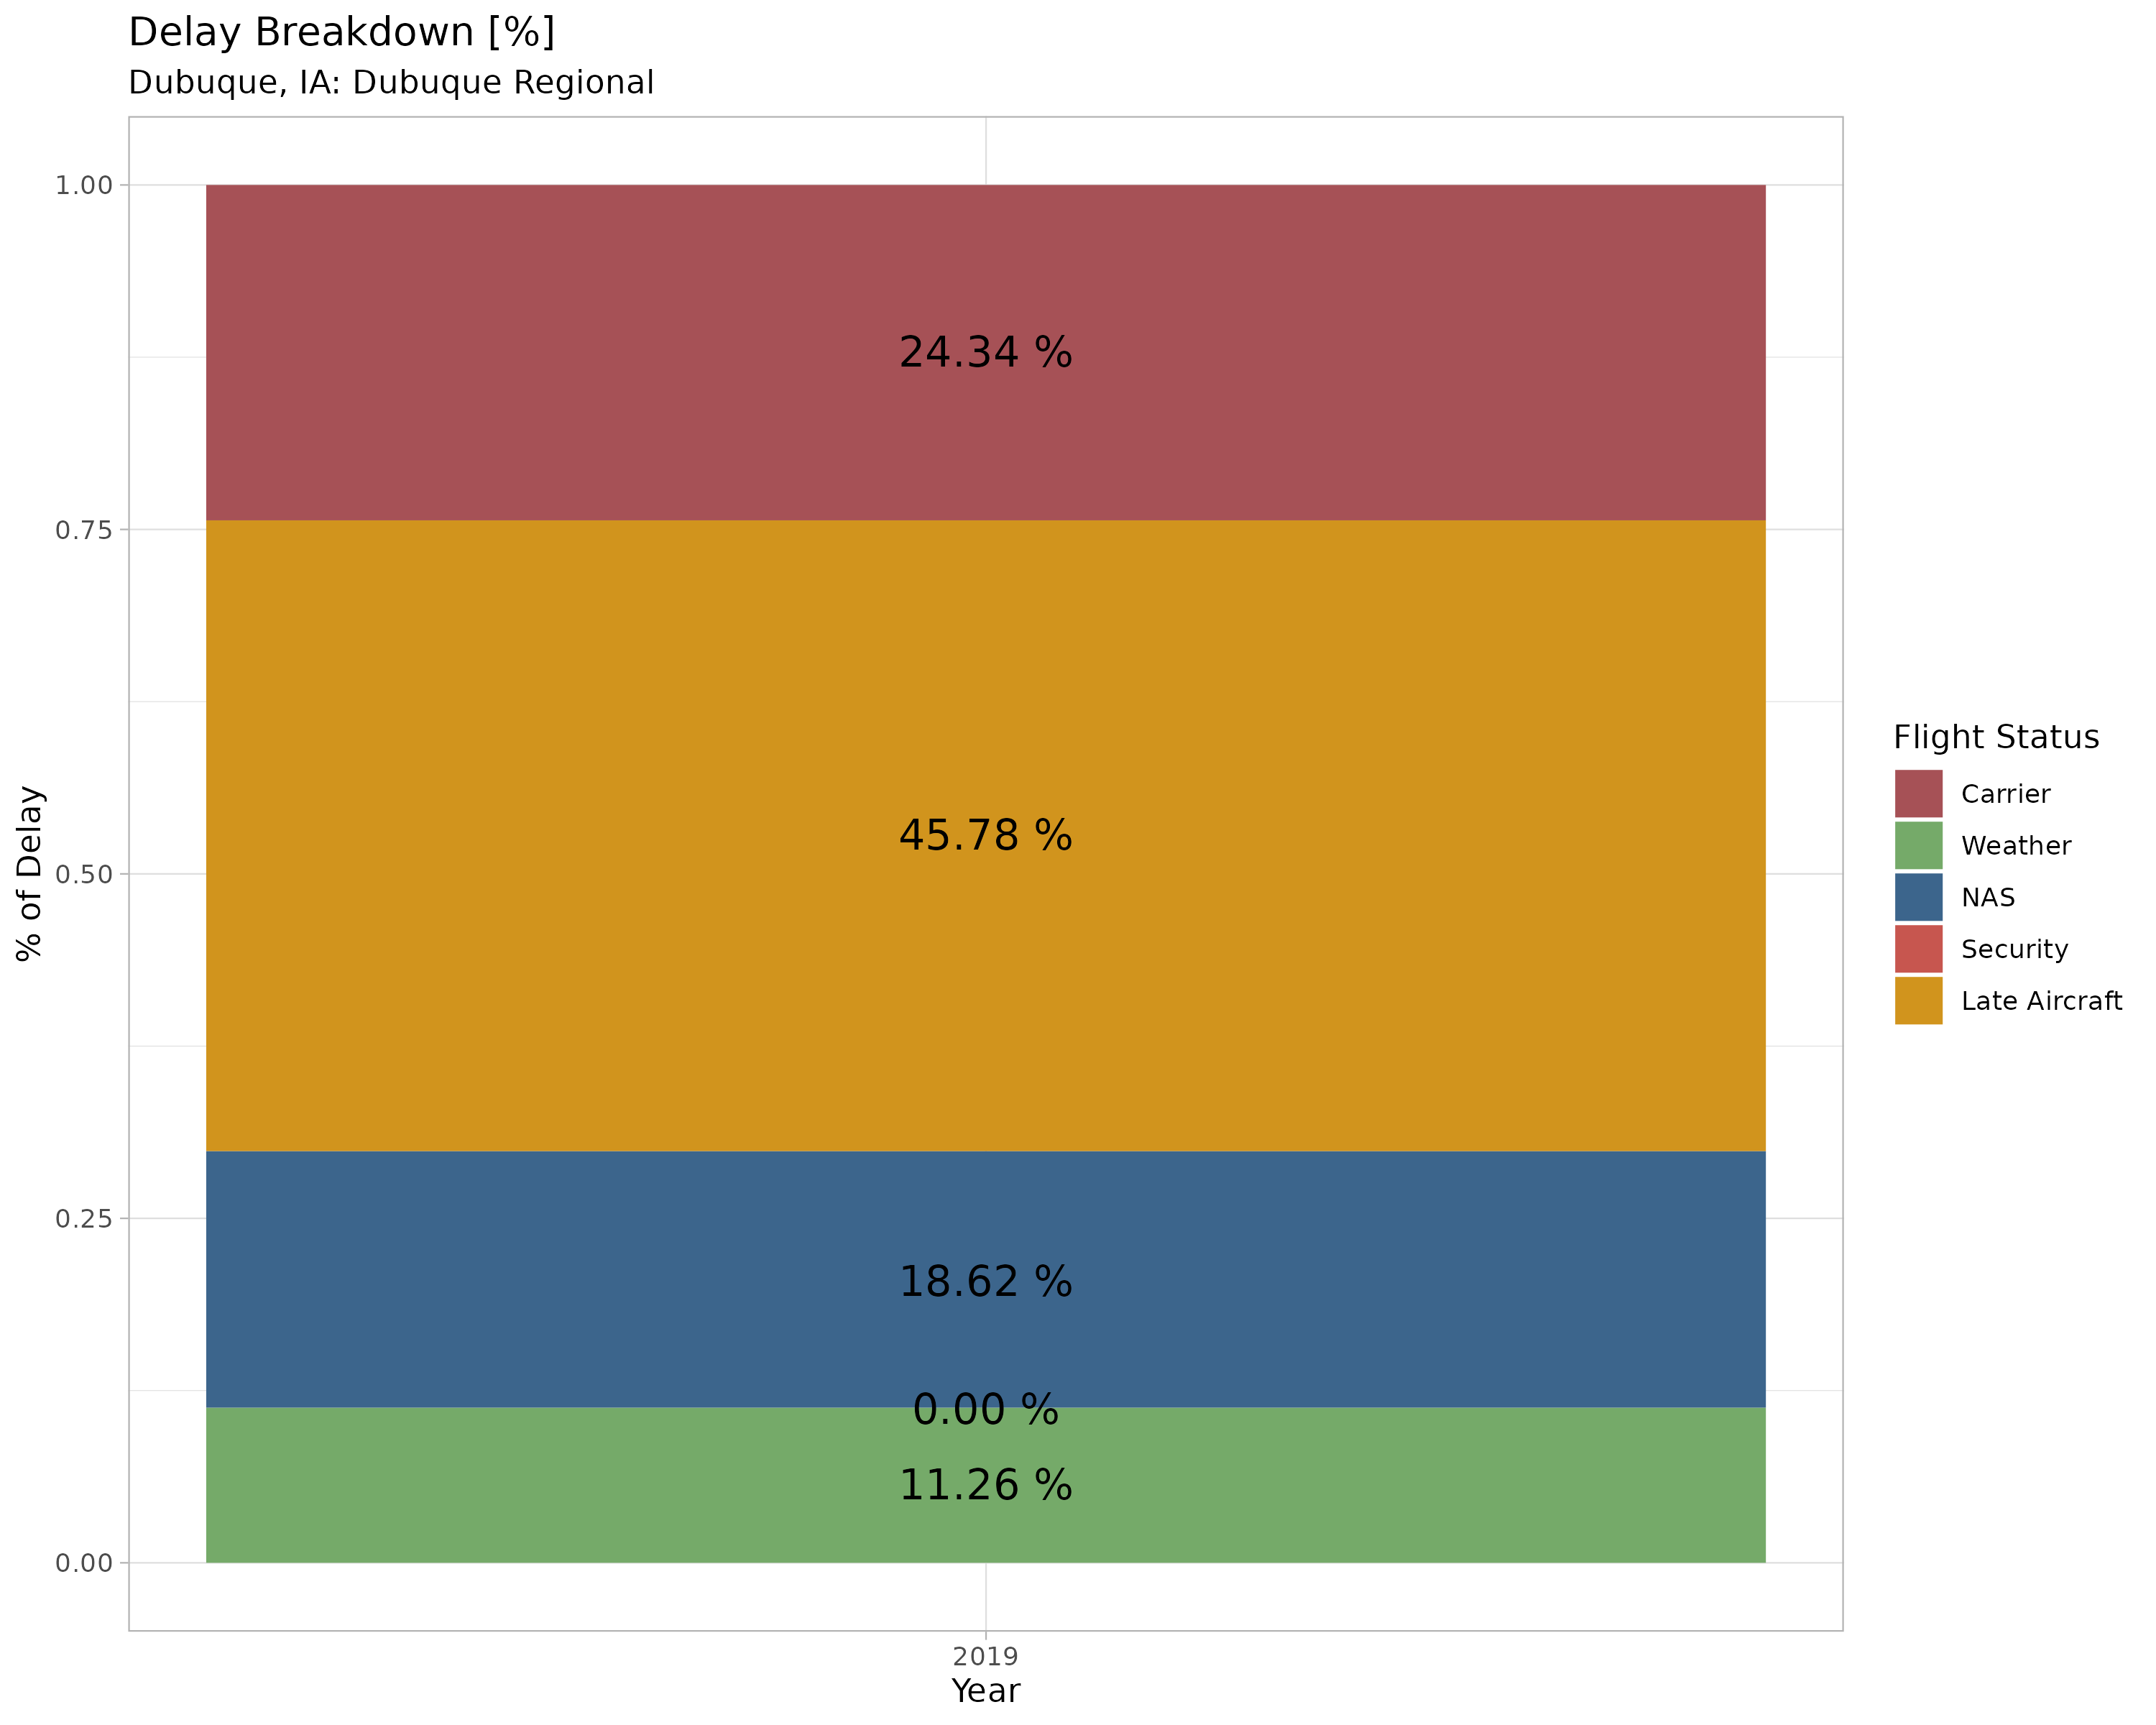 Delay Breakdown [%]
Dubuque, IA: Dubuque Regional
% of Delay
1.00
0.75
0.50
0.25
0.00
24.34 %
45.78 %
18.62 %
0.00 %
11.26 %
2019
Year
Flight Status
Carrier
Weather
NAS
Security
Late Aircraft